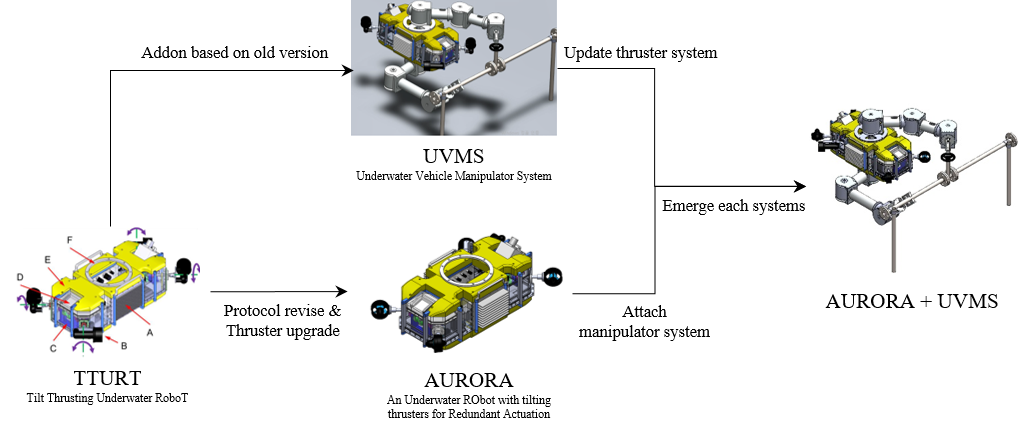 Addon based on old version
Update thruster system
UVMS
Underwater Vehicle Manipulator System
Emerge each systems
F
E
D
A
B
C
Protocol revise &
Thruster upgrade
Attach
manipulator system
AURORA + UVMS
TTURT
Tilt Thrusting Underwater RoboT
AURORA
An Underwater RObot with tilting
thrusters for Redundant Actuation